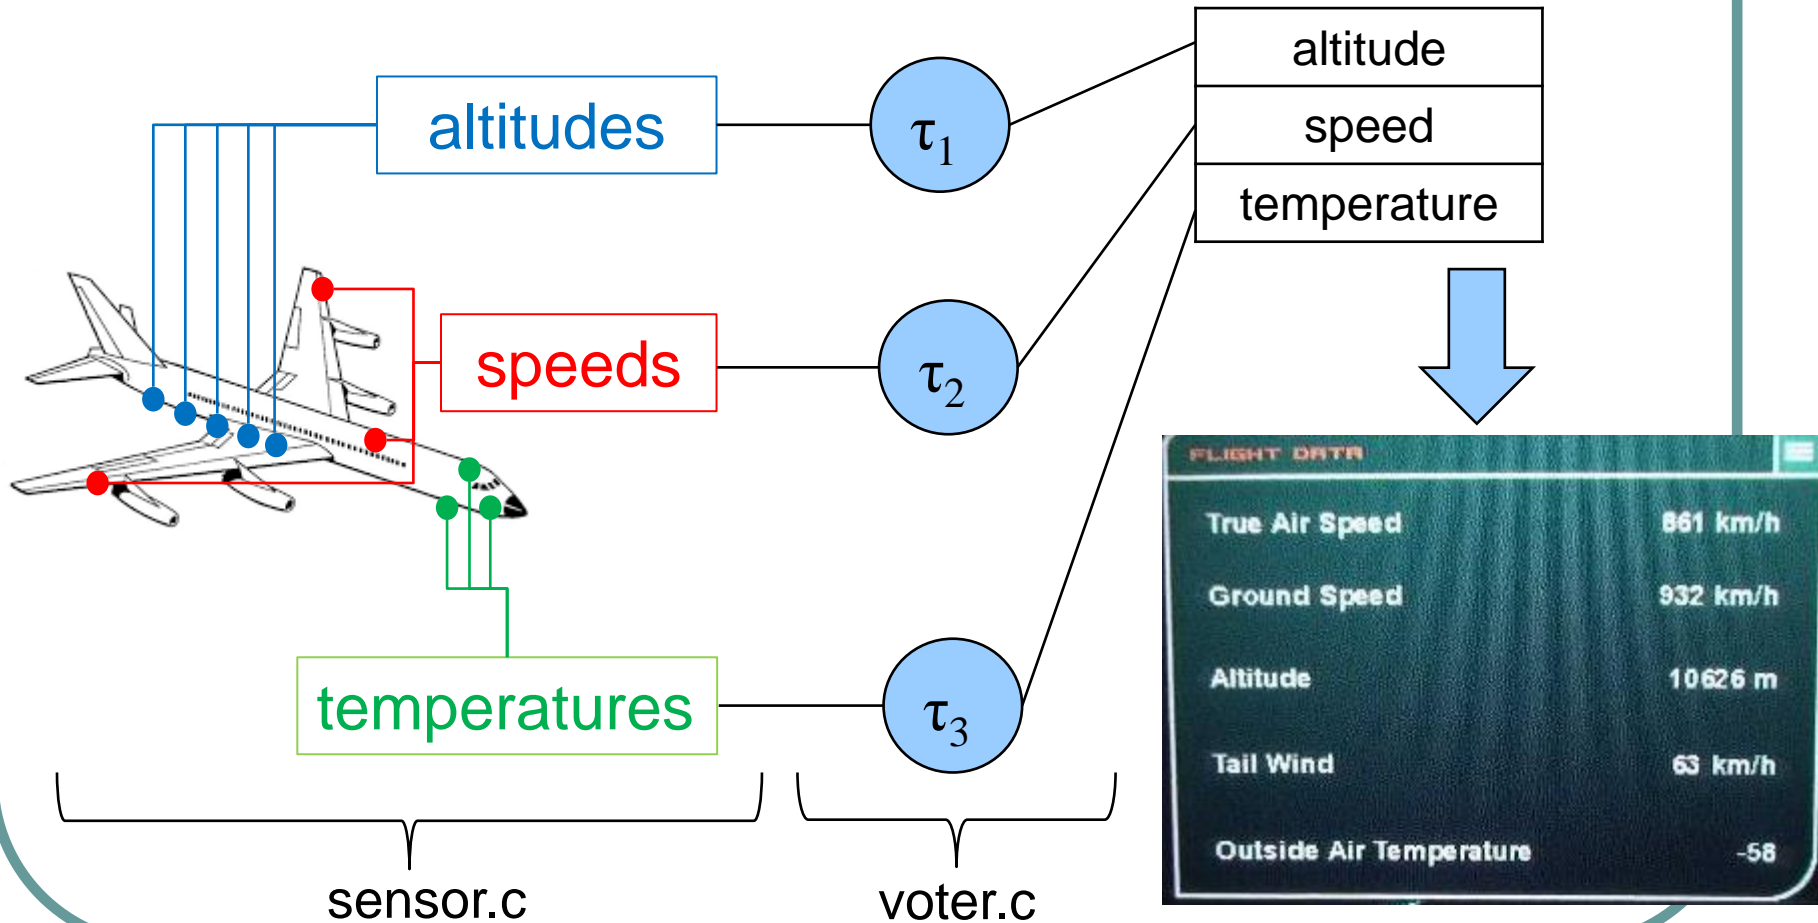 altitude
speed
temperature
altitudes
τ1
speeds
τ2
temperatures
τ3
sensor.c
voter.c
FLIGHT DATA
True Air Speed 861 km/h
Ground Speed 932 km/h
Altitude 10626 m
Tail Wind 63 km/h
Outside Air Temperature -58